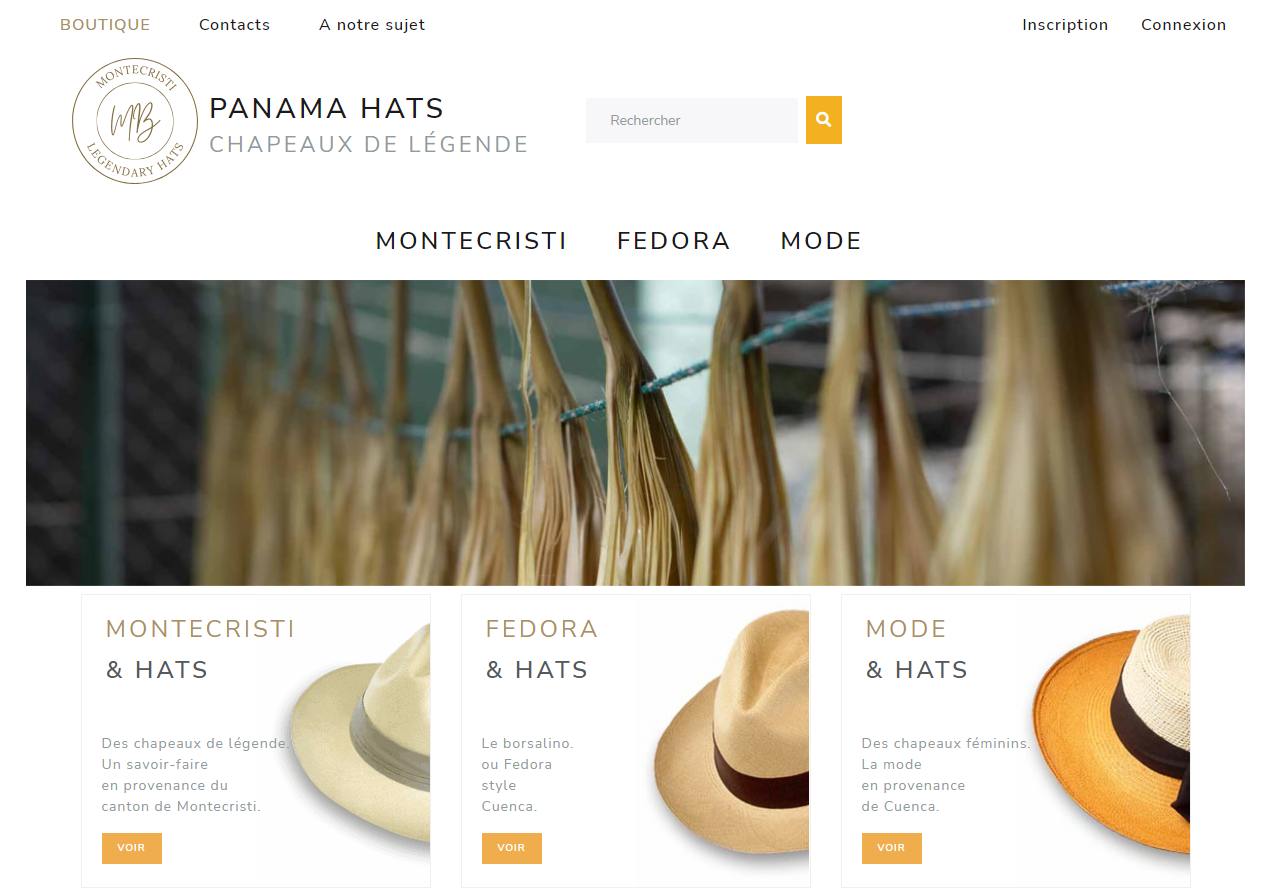 BOUTIQUE Contacts A notre sujet Inscription Connexion
MONTECRISTI
MB
LEGENDARY HATS
PANAMA HATS
CHAPEAUX DE LÉGENDE
Rechercher
MONTECRISTI FEDORA MODE
MONTECRISTI
& HATS
Des chapeaux de légende.
Un savoir-faire
en provenance du
canton de Montecristi.
VOIR
FEDORA
& HATS
Le borsalino.
ou Fedora
style
Cuenca.
VOIR
MODE
& HATS
Des chapeaux féminins.
La mode
en provenance
de Cuenca.
VOIR